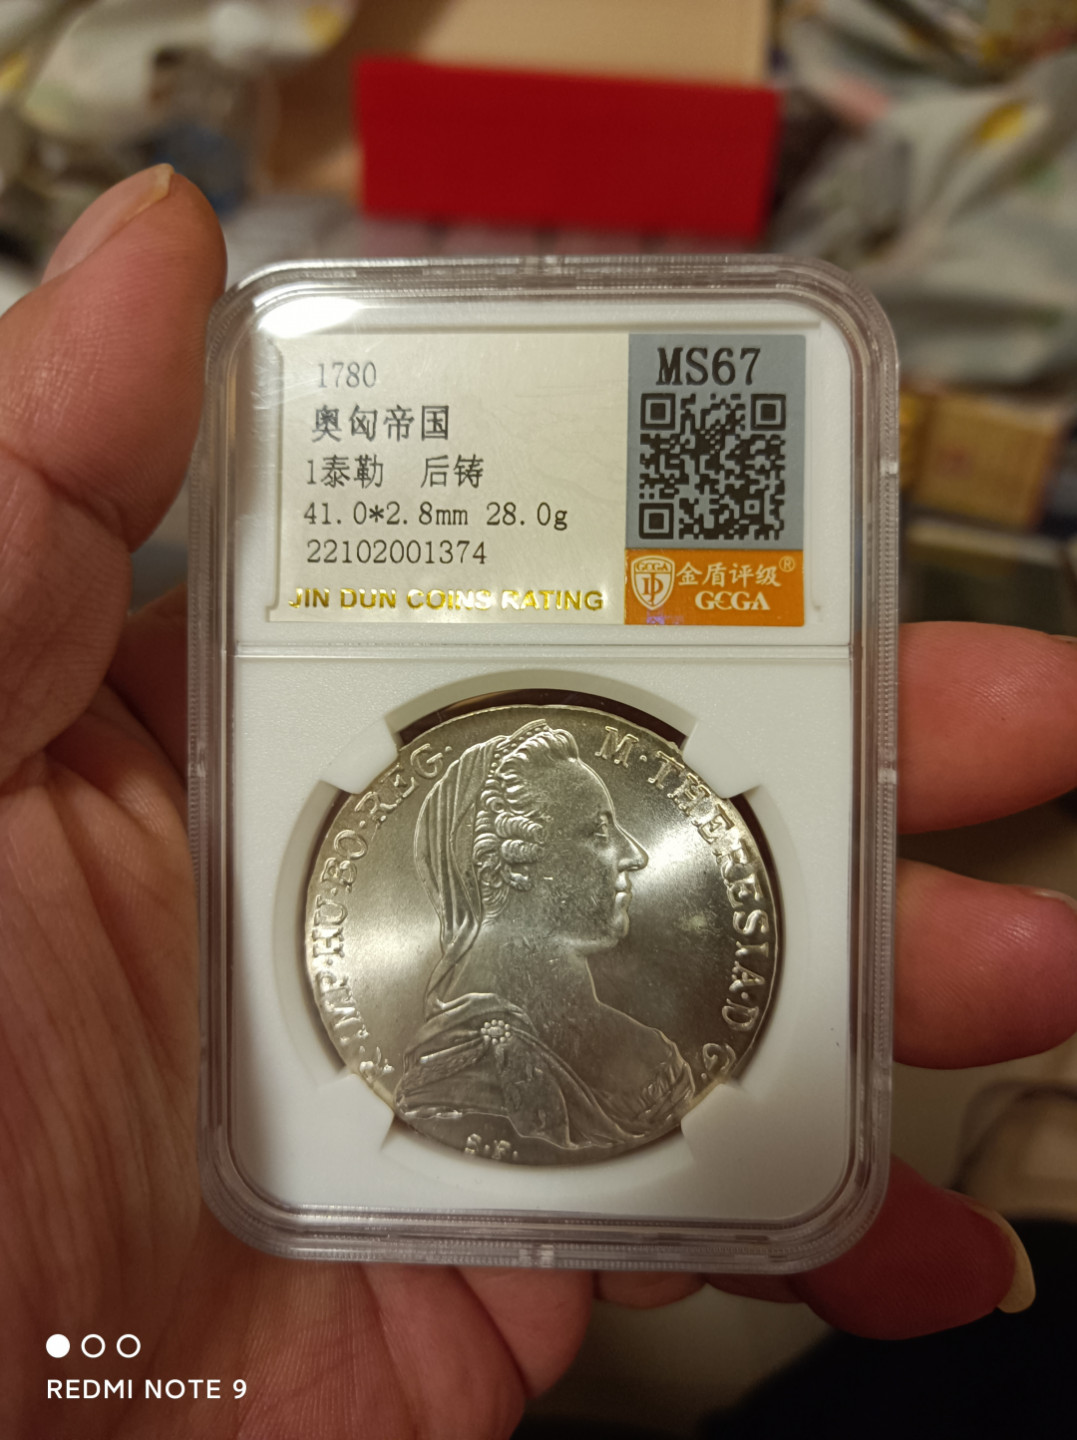 1780
奥匈帝国
1泰勒 后铸
41.0*2.8mm 28.0g
22102001374
JIN DUN COINS RATING
MS67
GCGA
金盾评级®
GCGA
R·IMP·HU·BO·REG. M·THERESIA·D·G·
S·F·
REDMI NOTE 9